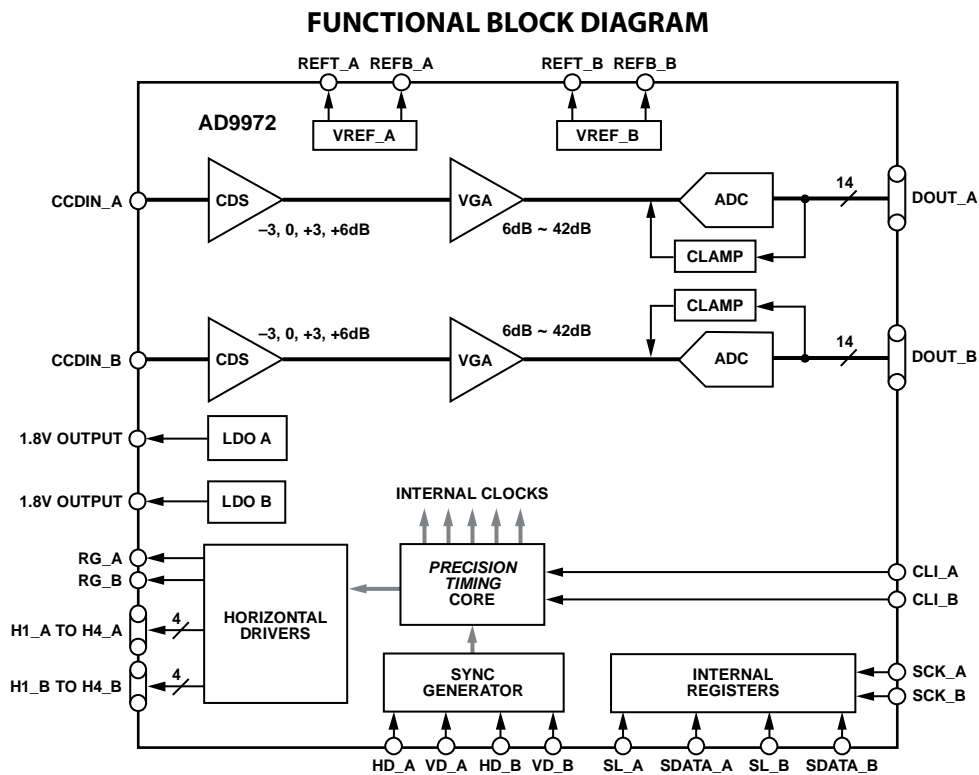 FUNCTIONAL BLOCK DIAGRAM
REFT_A REFB_A REFT_B REFB_B
AD9972
VREF_A VREF_B
CCDIN_A CDS VGA ADC 14 DOUT_A
–3, 0, +3, +6dB 6dB ~ 42dB
CLAMP
CLAMP
–3, 0, +3, +6dB 6dB ~ 42dB
CCDIN_B CDS VGA ADC 14 DOUT_B
1.8V OUTPUT LDO A
1.8V OUTPUT LDO B
INTERNAL CLOCKS
RG_A
RG_B
H1_A TO H4_A 4
H1_B TO H4_B 4
HORIZONTAL
DRIVERS
PRECISION
TIMING
CORE
CLI_A
CLI_B
SYNC
GENERATOR
INTERNAL
REGISTERS
SCK_A
SCK_B
HD_A VD_A HD_B VD_B SL_A SDATA_A SL_B SDATA_B